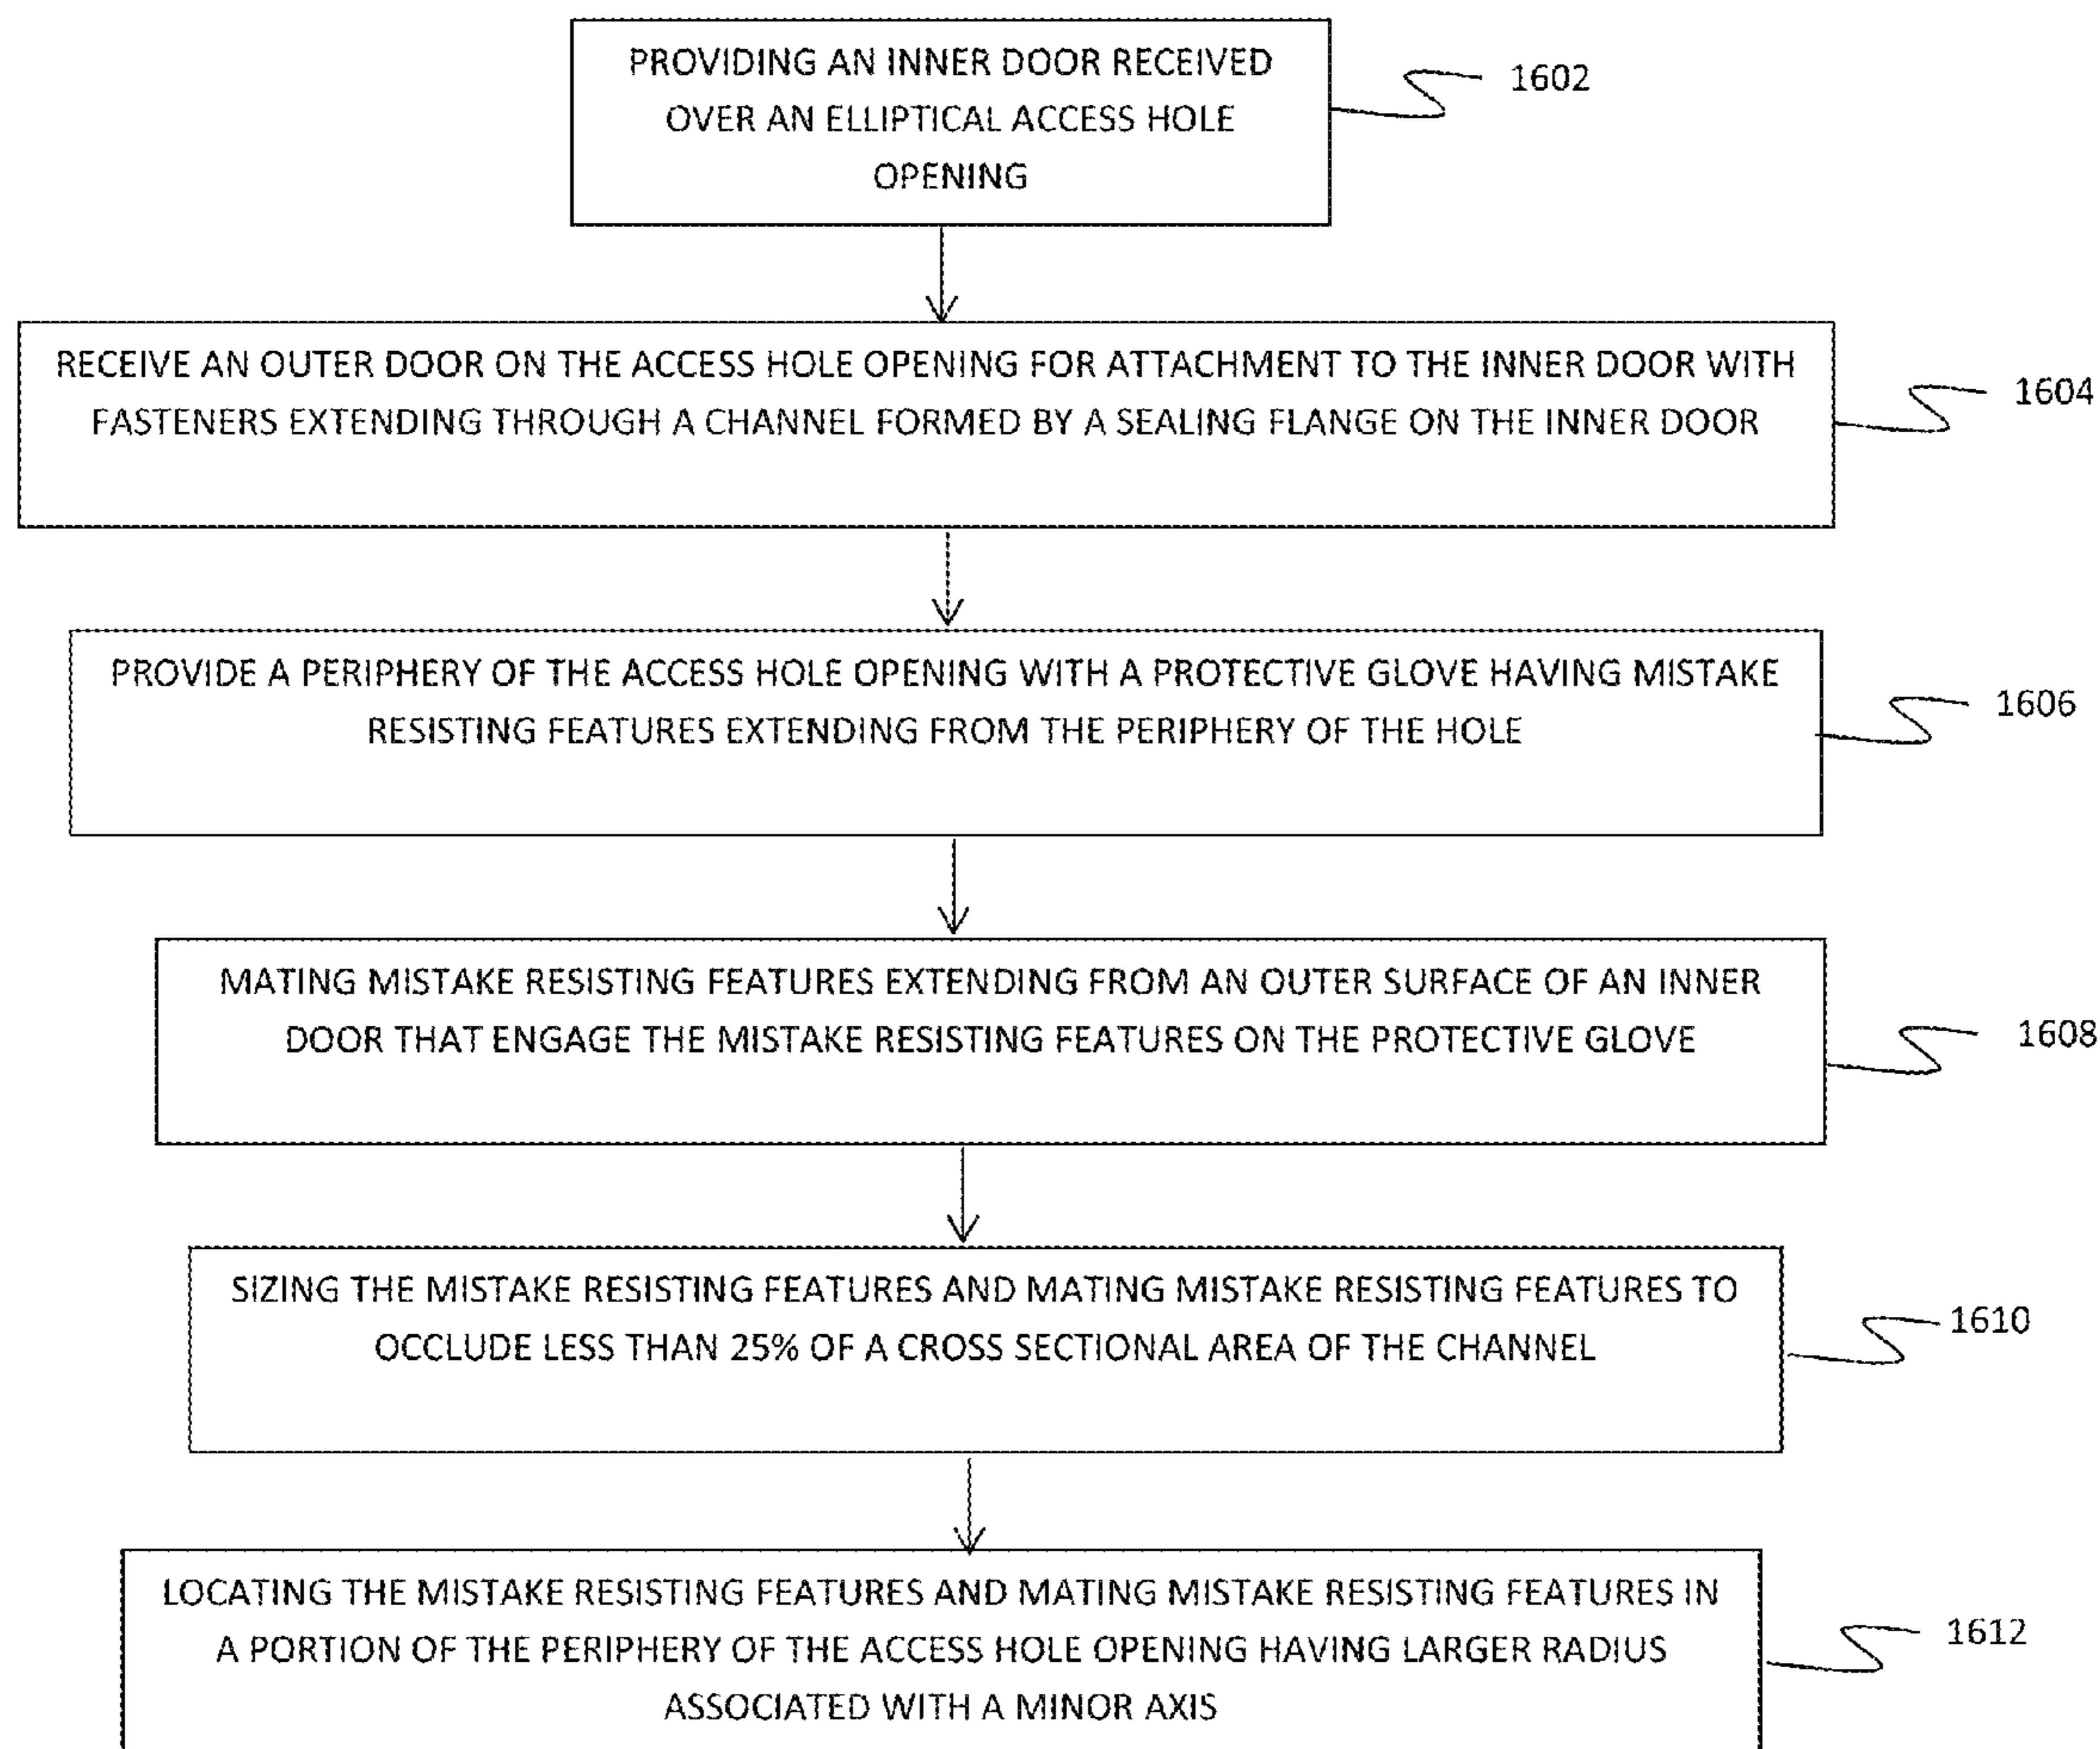 PROVIDING AN INNER DOOR RECEIVED
OVER AN ELLIPTICAL ACCESS HOLE
OPENING
1602
RECEIVE AN OUTER DOOR ON THE ACCESS HOLE OPENING FOR ATTACHMENT TO THE INNER DOOR WITH
FASTENERS EXTENDING THROUGH A CHANNEL FORMED BY A SEALING FLANGE ON THE INNER DOOR
1604
PROVIDE A PERIPHERY OF THE ACCESS HOLE OPENING WITH A PROTECTIVE GLOVE HAVING MISTAKE
RESISTING FEATURES EXTENDING FROM THE PERIPHERY OF THE HOLE
1606
MATING MISTAKE RESISTING FEATURES EXTENDING FROM AN OUTER SURFACE OF AN INNER
DOOR THAT ENGAGE THE MISTAKE RESISTING FEATURES ON THE PROTECTIVE GLOVE
1608
SIZING THE MISTAKE RESISTING FEATURES AND MATING MISTAKE RESISTING FEATURES TO
OCCLUDE LESS THAN 25% OF A CROSS SECTIONAL AREA OF THE CHANNEL
1610
LOCATING THE MISTAKE RESISTING FEATURES AND MATING MISTAKE RESISTING FEATURES IN
A PORTION OF THE PERIPHERY OF THE ACCESS HOLE OPENING HAVING LARGER RADIUS
ASSOCIATED WITH A MINOR AXIS
1612